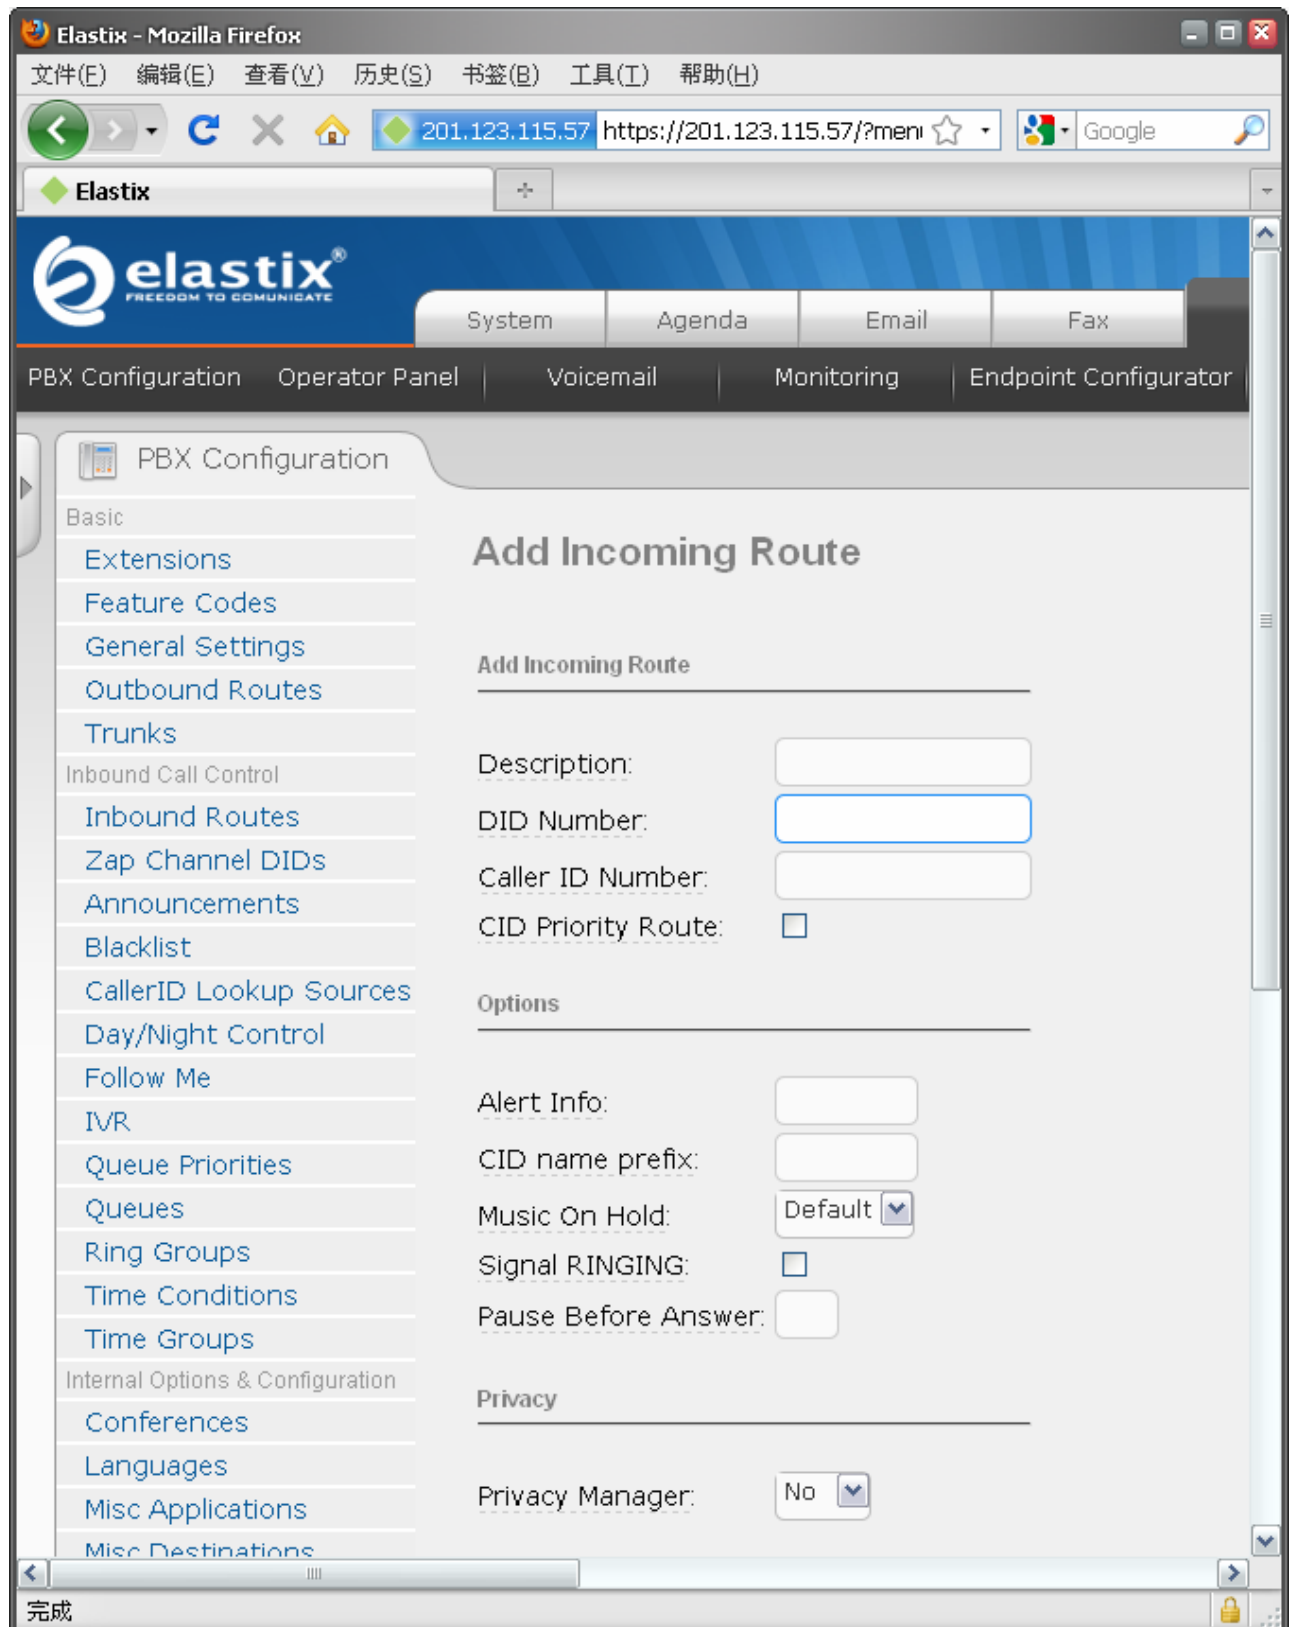 Elastix - Mozilla Firefox
文件(F) 编辑(E) 查看(V) 历史(S) 书签(B) 工具(T) 帮助(H)
201.123.115.57 https://201.123.115.57/?menu Google
Elastix
elastix®
FREEDOM TO COMUNICATE
System Agenda Email Fax
PBX Configuration Operator Panel Voicemail Monitoring Endpoint Configurator
PBX Configuration
Basic
Extensions
Feature Codes
General Settings
Outbound Routes
Trunks
Inbound Call Control
Inbound Routes
Zap Channel DIDs
Announcements
Blacklist
CallerID Lookup Sources
Day/Night Control
Follow Me
IVR
Queue Priorities
Queues
Ring Groups
Time Conditions
Time Groups
Internal Options & Configuration
Conferences
Languages
Misc Applications
Misc Destinations
Add Incoming Route
Add Incoming Route
Description:
DID Number:
Caller ID Number:
CID Priority Route:
Options
Alert Info:
CID name prefix:
Music On Hold: Default
Signal RINGING:
Pause Before Answer:
Privacy
Privacy Manager: No
完成